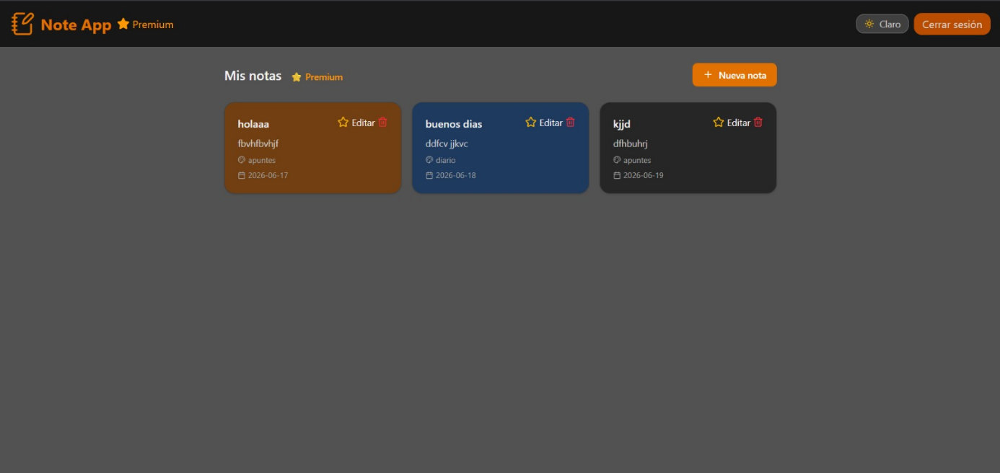 Note App Premium
Claro Cerrar sesión
Mis notas Premium
+ Nueva nota
holaaa Editar
fbvhfbvhjf
apuntes
2026-06-17
buenos dias Editar
ddfcv jjkvc
diario
2026-06-18
kjjd Editar
dfhbuhrj
apuntes
2026-06-19